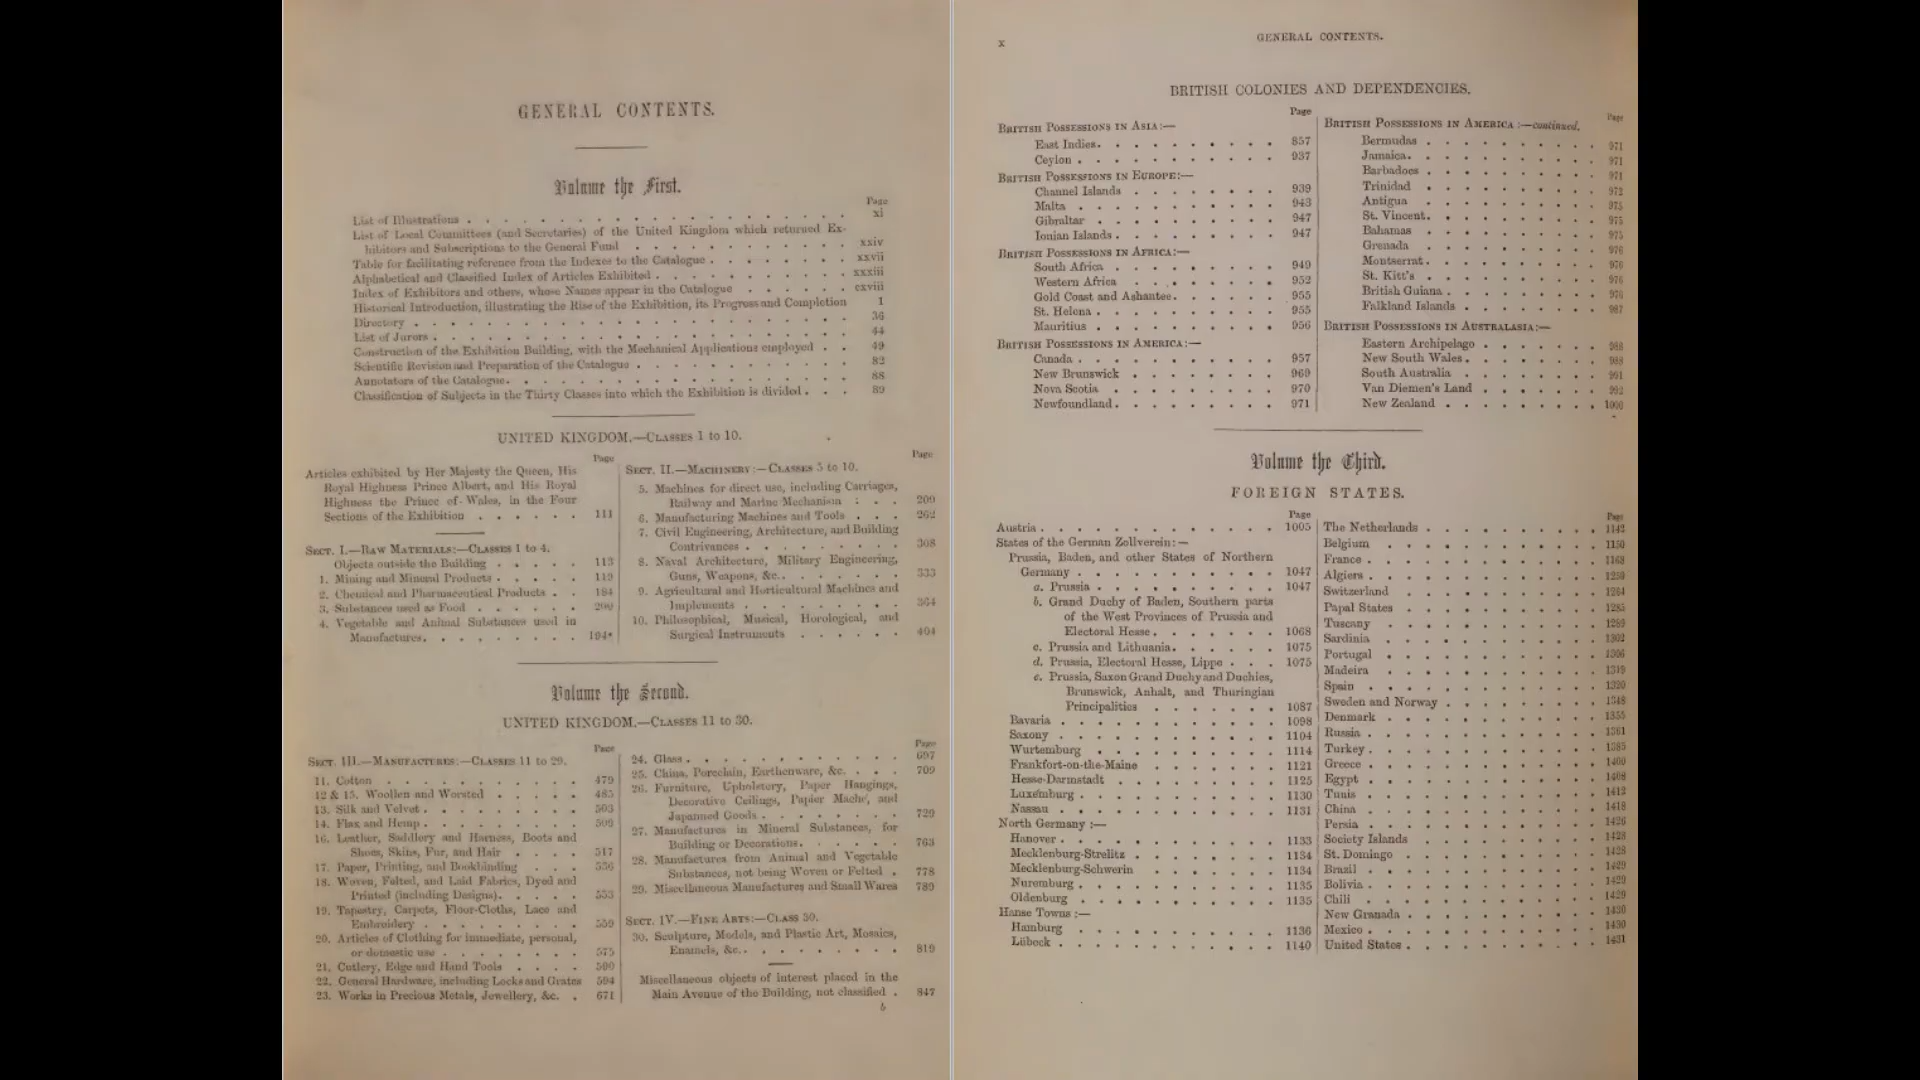 GENERAL CONTENTS.
Volume the First.
Page
List of Illustrations . . . xi
List of Local Committees (and Secretaries) of the United Kingdom which returned Ex-
hibitors and Subscriptions to the General Fund . . . xxiv
Table for facilitating reference from the Indexes to the Catalogue . . . xxvii
Alphabetical and Classified Index of Articles Exhibited . . . xxxiii
Index of Exhibitors and others, whose Names appear in the Catalogue . . . cxviii
Historical Introduction, illustrating the Rise of the Exhibition, its Progress and Completion 1
Directory . . . 36
List of Jurors . . . 44
Construction of the Exhibition Building, with the Mechanical Applications employed . . 49
Scientific Revision and Preparation of the Catalogue . . . 82
Annotators of the Catalogue . . . 88
Classification of Subjects in the Thirty Classes into which the Exhibition is divided . . . 89
UNITED KINGDOM.—CLASSES 1 to 10.
Page
Articles exhibited by Her Majesty the Queen, His
Royal Highness Prince Albert, and His Royal
Highness the Prince of Wales, in the Four
Sections of the Exhibition . . . 111
SECT. I.—RAW MATERIALS:—CLASSES 1 to 4.
Objects outside the Building . . . 113
1. Mining and Mineral Products . . . 119
2. Chemical and Pharmaceutical Products . . 184
3. Substances used as Food . . .
4. Vegetable and Animal Substances used in
Manufactures. . . . 194*
Page
SECT. II.—MACHINERY:—CLASSES 5 to 10.
5. Machines for direct use, including Carriages,
Railway and Marine Mechanism . . . 209
6. Manufacturing Machines and Tools . . . 262
7. Civil Engineering, Architecture, and Building
Contrivances . . . 308
8. Naval Architecture, Military Engineering,
Guns, Weapons, &c. . . . 333
9. Agricultural and Horticultural Machines and
Implements . . . 364
10. Philosophical, Musical, Horological, and
Surgical Instruments . . . 404
Volume the Second.
UNITED KINGDOM.—CLASSES 11 to 30.
Page
SECT. III.—MANUFACTURES:—CLASSES 11 to 29.
11. Cotton . . . 479
12 & 15. Woollen and Worsted . . . 485
13. Silk and Velvet . . . 503
14. Flax and Hemp . . . 509
16. Leather, Saddlery and Harness, Boots and
Shoes, Skins, Fur, and Hair . . . 517
17. Paper, Printing, and Bookbinding . . . 536
18. Woven, Felted, and Laid Fabrics, Dyed and
Printed (including Designs). . . . 553
19. Tapestry, Carpets, Floor-Cloths, Lace and
Embroidery . . . 559
20. Articles of Clothing for immediate, personal,
or domestic use . . . 575
21. Cutlery, Edge and Hand Tools . . . 590
22. General Hardware, including Locks and Grates 594
23. Works in Precious Metals, Jewellery, &c. . 671
Page
24. Glass . . . 697
25. China, Porcelain, Earthenware, &c. . . . 709
26. Furniture, Upholstery, Paper Hangings,
Decorative Ceilings, Papier Maché, and
Japanned Goods . . . 729
27. Manufactures in Mineral Substances, for
Building or Decorations. . . . 763
28. Manufactures from Animal and Vegetable
Substances, not being Woven or Felted . 778
29. Miscellaneous Manufactures and Small Wares 789
SECT. IV.—FINE ARTS:—CLASS 30.
30. Sculpture, Models, and Plastic Art, Mosaics,
Enamels, &c. . . . 819
Miscellaneous objects of interest placed in the
Main Avenue of the Building, not classified . 847
b
x
GENERAL CONTENTS.
BRITISH COLONIES AND DEPENDENCIES.
Page
BRITISH POSSESSIONS IN ASIA:—
East Indies. . . . 857
Ceylon . . . 937
BRITISH POSSESSIONS IN EUROPE:—
Channel Islands . . . 939
Malta . . . 943
Gibraltar . . . 947
Ionian Islands . . . 947
BRITISH POSSESSIONS IN AFRICA:—
South Africa . . . 949
Western Africa . . . 952
Gold Coast and Ashantee. . . . 955
St. Helena . . . 955
Mauritius . . . 956
BRITISH POSSESSIONS IN AMERICA:—
Canada . . . 957
New Brunswick . . . 969
Nova Scotia . . . 970
Newfoundland. . . . 971
Page
BRITISH POSSESSIONS IN AMERICA:—continued.
Bermudas . . . 971
Jamaica. . . . 971
Barbadoes . . . 971
Trinidad . . . 972
Antigua . . . 975
St. Vincent. . . . 975
Bahamas . . . 975
Grenada . . . 976
Montserrat . . . 976
St. Kitt's . . . 976
British Guiana . . . 976
Falkland Islands . . . 987
BRITISH POSSESSIONS IN AUSTRALASIA:—
Eastern Archipelago . . . 988
New South Wales. . . . 988
South Australia . . . 991
Van Diemen's Land . . . 992
New Zealand . . . 1000
Volume the Third.
FOREIGN STATES.
Page
Austria . . . 1005
States of the German Zollverein:—
Prussia, Baden, and other States of Northern
Germany . . . 1047
a. Prussia . . . 1047
b. Grand Duchy of Baden, Southern parts
of the West Provinces of Prussia and
Electoral Hesse . . . 1068
c. Prussia and Lithuania. . . . 1075
d. Prussia, Electoral Hesse, Lippe . . . 1075
e. Prussia, Saxon Grand Duchy and Duchies,
Brunswick, Anhalt, and Thuringian
Principalities . . . 1087
Bavaria . . . 1098
Saxony . . . 1104
Wurtemburg . . . 1114
Frankfort-on-the-Maine . . . 1121
Hesse-Darmstadt . . . 1125
Luxemburg . . . 1130
Nassau . . . 1131
North Germany :—
Hanover . . . 1133
Mecklenburg-Strelitz . . . 1134
Mecklenburg-Schwerin . . . 1134
Nuremburg . . . 1135
Oldenburg . . . 1135
Hanse Towns :—
Hamburg . . . 1136
Lübeck . . . 1140
Page
The Netherlands . . . 1142
Belgium . . . 1150
France . . . 1168
Algiers . . . 1259
Switzerland . . . 1264
Papal States . . . 1285
Tuscany . . . 1289
Sardinia . . . 1302
Portugal . . . 1306
Madeira . . . 1319
Spain . . . 1320
Sweden and Norway . . . 1348
Denmark . . . 1355
Russia . . . 1361
Turkey . . . 1385
Greece . . . 1400
Egypt . . . 1408
Tunis . . . 1412
China . . . 1418
Persia . . . 1426
Society Islands . . . 1428
St. Domingo . . . 1428
Brazil . . . 1429
Bolivia . . . 1429
Chili . . . 1429
New Granada . . . 1430
Mexico . . . 1430
United States . . . 1431